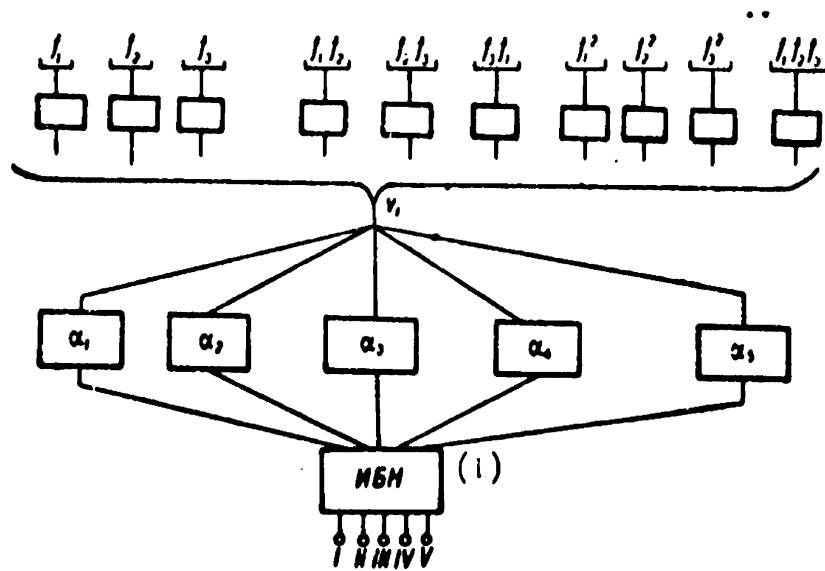 f₁ f₂ f₃ f₁f₂ f₂f₃ f₃f₁ f₁² f₂² f₃² f₁f₂f₃
v₁
α₁ α₂ α₃ α₄ α₅
ИБН (1)
I II III IV V